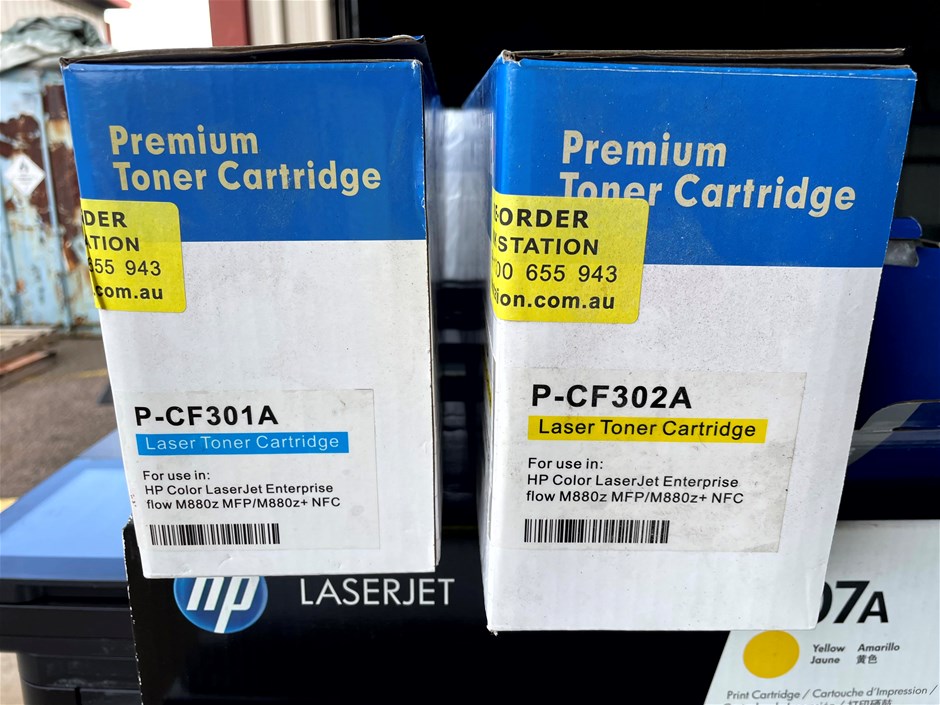 Premium
Toner Cartridge
DER
ATION
355 943
.com.au
P-CF301A
Laser Toner Cartridge
For use in:
HP Color LaserJet Enterprise
flow M880z MFP/M880z+ NFC
Premium
Toner Cartridge
ORDER
STATION
00 655 943
ion.com.au
P-CF302A
Laser Toner Cartridge
For use in:
HP Color LaserJet Enterprise
flow M880z MFP/M880z+ NFC
hp LASERJET
07A
Yellow Amarillo
Jaune 黄色
Print Cartridge / Cartouche d'Impression /